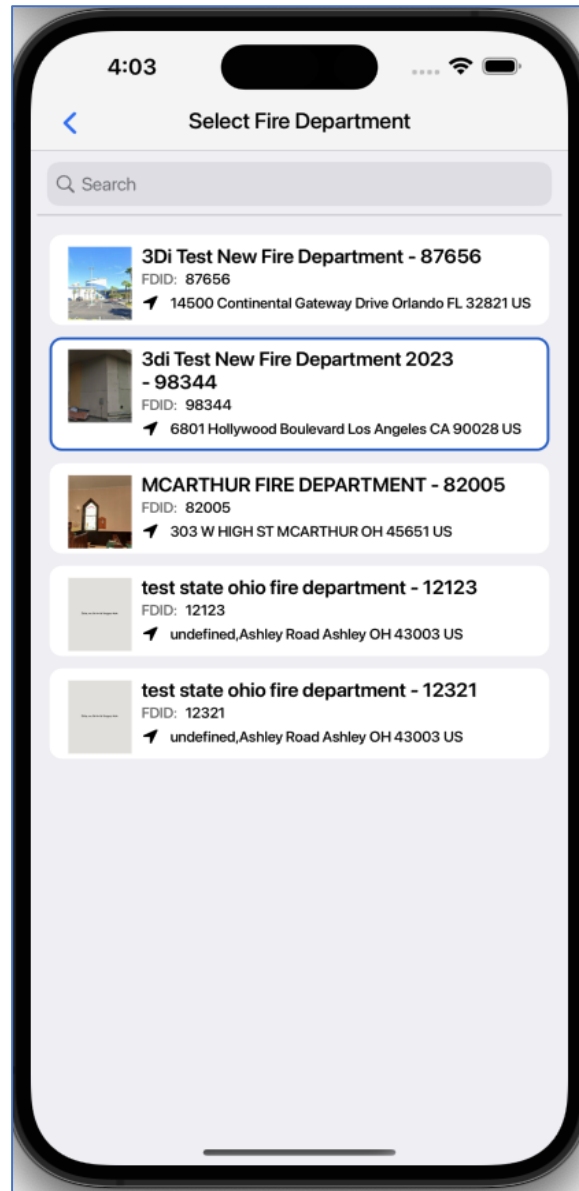 4:03
Select Fire Department
Search
3Di Test New Fire Department - 87656
FDID: 87656
14500 Continental Gateway Drive Orlando FL 32821 US
3di Test New Fire Department 2023
- 98344
FDID: 98344
6801 Hollywood Boulevard Los Angeles CA 90028 US
MCARTHUR FIRE DEPARTMENT - 82005
FDID: 82005
303 W HIGH ST MCARTHUR OH 45651 US
test state ohio fire department - 12123
FDID: 12123
undefined,Ashley Road Ashley OH 43003 US
test state ohio fire department - 12321
FDID: 12321
undefined,Ashley Road Ashley OH 43003 US